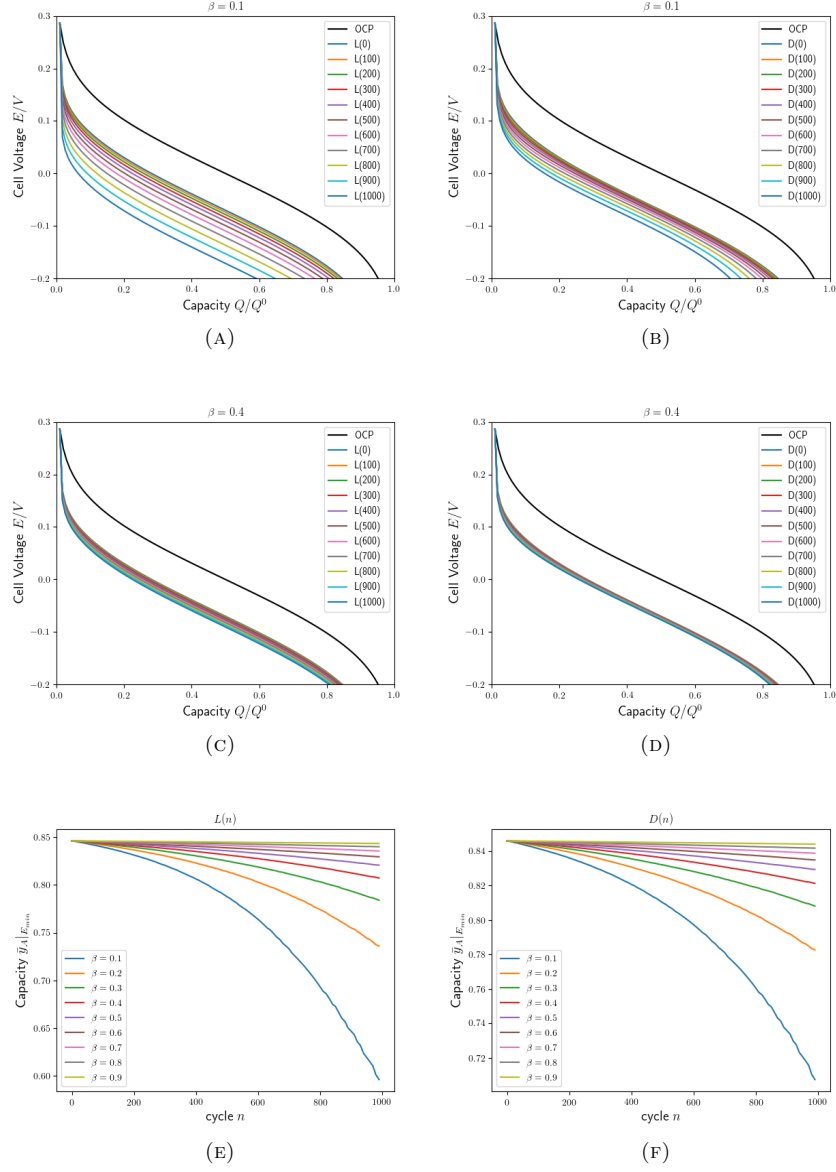 β = 0.1
Cell Voltage E/V
0.3
0.2
0.1
0.0
−0.1
−0.2
0.0 0.2 0.4 0.6 0.8 1.0
Capacity Q/Q⁰
OCP
L(0)
L(100)
L(200)
L(300)
L(400)
L(500)
L(600)
L(700)
L(800)
L(900)
L(1000)
(A)
β = 0.1
Cell Voltage E/V
0.3
0.2
0.1
0.0
−0.1
−0.2
0.0 0.2 0.4 0.6 0.8 1.0
Capacity Q/Q⁰
OCP
D(0)
D(100)
D(200)
D(300)
D(400)
D(500)
D(600)
D(700)
D(800)
D(900)
D(1000)
(B)
β = 0.4
Cell Voltage E/V
0.3
0.2
0.1
0.0
−0.1
−0.2
0.0 0.2 0.4 0.6 0.8 1.0
Capacity Q/Q⁰
OCP
L(0)
L(100)
L(200)
L(300)
L(400)
L(500)
L(600)
L(700)
L(800)
L(900)
L(1000)
(C)
β = 0.4
Cell Voltage E/V
0.3
0.2
0.1
0.0
−0.1
−0.2
0.0 0.2 0.4 0.6 0.8 1.0
Capacity Q/Q⁰
OCP
D(0)
D(100)
D(200)
D(300)
D(400)
D(500)
D(600)
D(700)
D(800)
D(900)
D(1000)
(D)
L(n)
Capacity ȳ_A|_{E_{min}}
0.85
0.80
0.75
0.70
0.65
0.60
0 200 400 600 800 1000
cycle n
β = 0.1
β = 0.2
β = 0.3
β = 0.4
β = 0.5
β = 0.6
β = 0.7
β = 0.8
β = 0.9
(E)
D(n)
Capacity ȳ_A|_{E_{min}}
0.84
0.82
0.80
0.78
0.76
0.74
0.72
0 200 400 600 800 1000
cycle n
β = 0.1
β = 0.2
β = 0.3
β = 0.4
β = 0.5
β = 0.6
β = 0.7
β = 0.8
β = 0.9
(F)